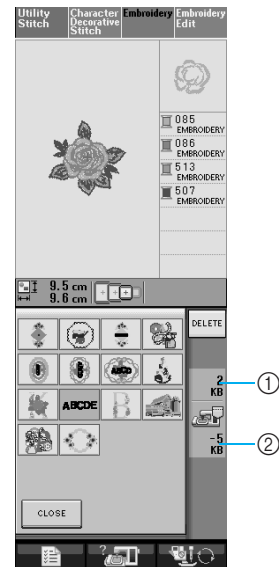 Utility Stitch
Character Decorative Stitch
Embroidery
Embroidery Edit
085
EMBROIDERY
086
EMBROIDERY
513
EMBROIDERY
507
EMBROIDERY
9.5 cm
9.6 cm
DELETE
ABCD
ABCDE
B
2
KB
①
-5
KB
②
CLOSE
?